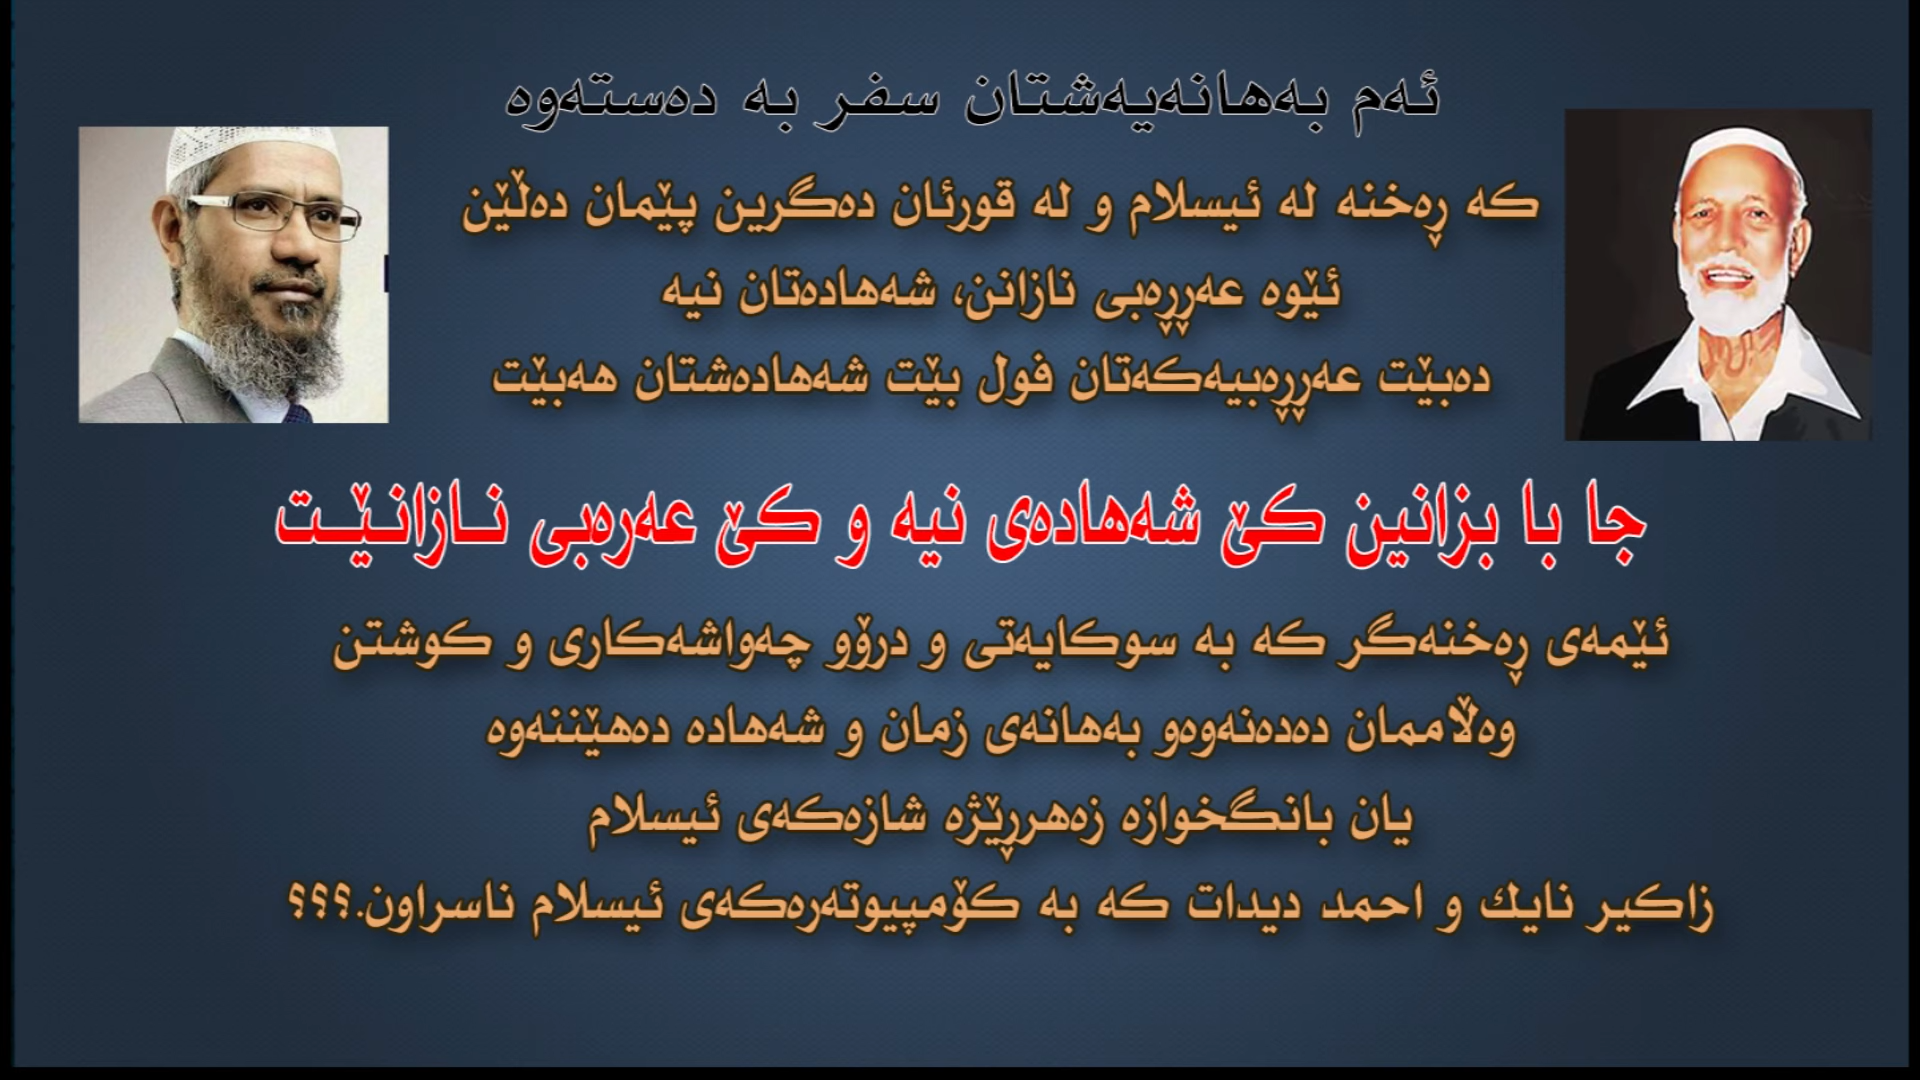 ئەم بەهانەیەشتان سفر بە دەستەوە
کە ڕەخنە لە ئیسلام و لە قورئان دەگرین پێمان دەڵێن
ئێوە عەڕڕەبی نازانن، شەهادەتان نیە
دەبێت عەڕڕەبیەکەتان فول بێت شەهادەشتان هەبێت
جا با بزانین کێ شەهادەی نیە و کێ عەرەبی نـازانـێـت
ئێمەی ڕەخنەگر کە بە سوکایەتی و درۆو چەواشەکاری و کوشتن
وەڵاممان دەدەنەوەو بەهانەی زمان و شەهادە دەهێننەوە
یان بانگخوازە زەهرڕێژە شازەکەی ئیسلام
زاکیر نایك و احمد دیدات کە بە کۆمپیوتەرەکەی ئیسلام ناسراون.؟؟؟